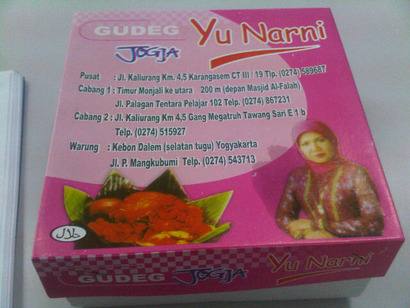 GUDEG
JOGJA
Yu Narni
Pusat : Jl. Kaliurang Km. 4,5 Karangasem CT III / 19 Tlp. (0274) 589687
Cabang 1 : Timur Monjali ke utara 200 m (depan Masjid Al-Falah)
Jl. Palagan Tentara Pelajar 102 Telp. (0274) 867231
Cabang 2 : Jl. Kaliurang Km 4,5 Gang Megatruh Tawang Sari E 1 b
Telp. (0274) 515927
Warung : Kebon Dalem (selatan tugu) Yogyakarta
Jl. P. Mangkubumi Telp. (0274) 543713
حلال
GUDEG JOGJA Yu Narni